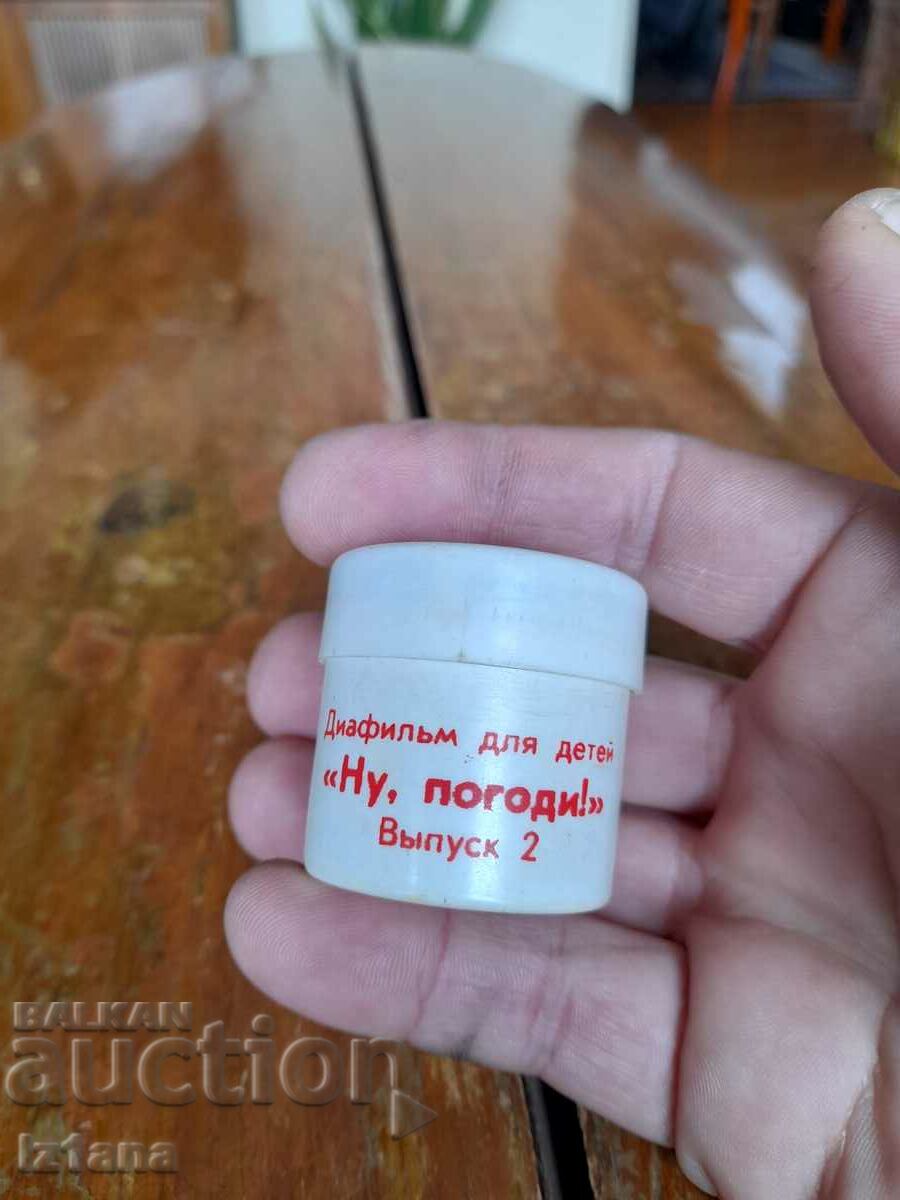 Диафильм для детей
«Ну, погоди!»
Выпуск 2
BALKAN
auction
Iz1ana